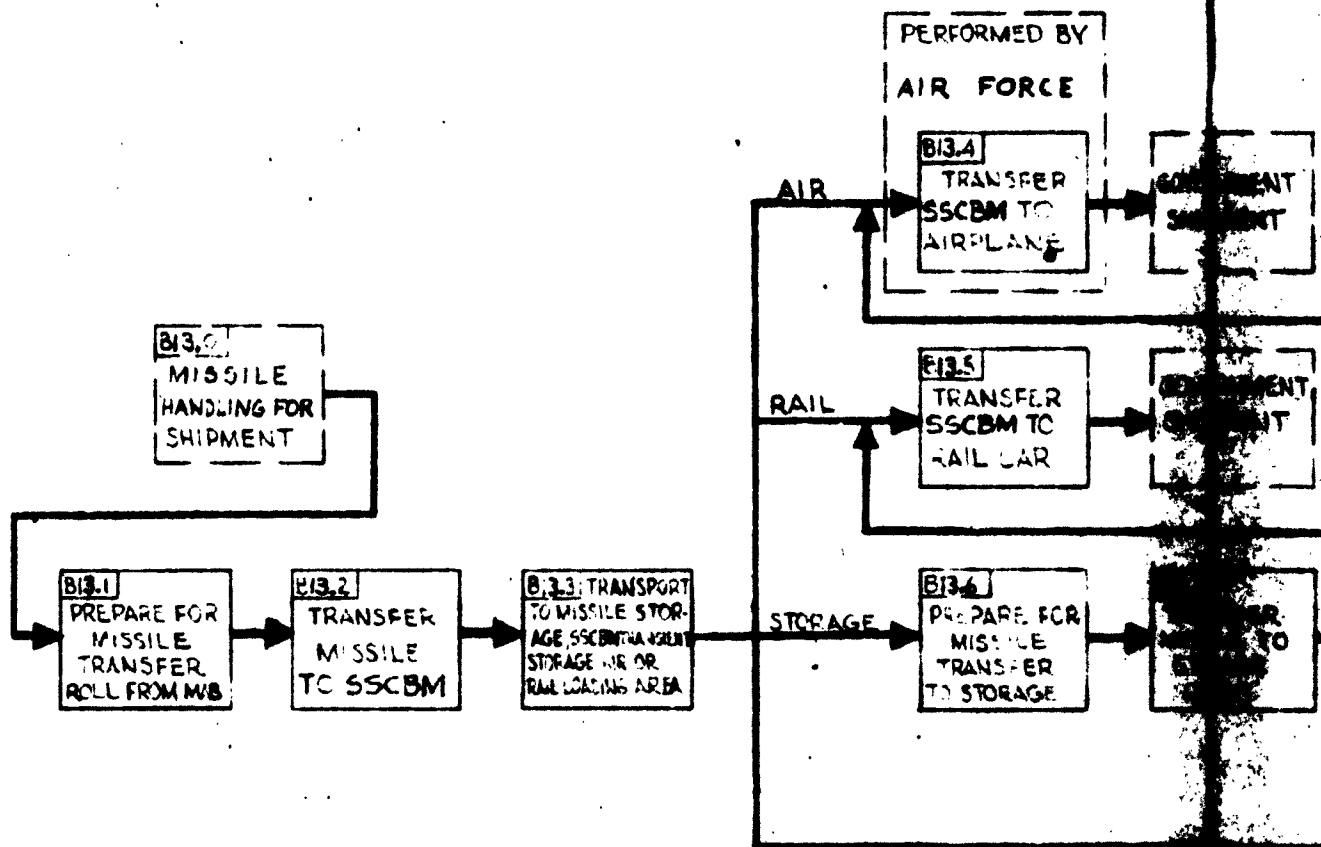 PERFORMED BY
AIR FORCE
B13.4
TRANSFER
SSCBM TO
AIRPLANE
AIR
B13.0
MISSILE
HANDLING FOR
SHIPMENT
B13.5
TRANSFER
SSCBM TO
RAIL CAR
RAIL
B13.1
PREPARE FOR
MISSILE
TRANSFER
ROLL FROM M/B
B13.2
TRANSFER
MISSILE
TO SSCBM
B13.3 TRANSPORT
TO MISSILE STOR-
AGE, SSCBM TRANSIENT
STORAGE AIR OR
RAIL LOADING AREA
STORAGE
B13.6
PREPARE FOR
MISSILE
TRANSFER
TO STORAGE
TO